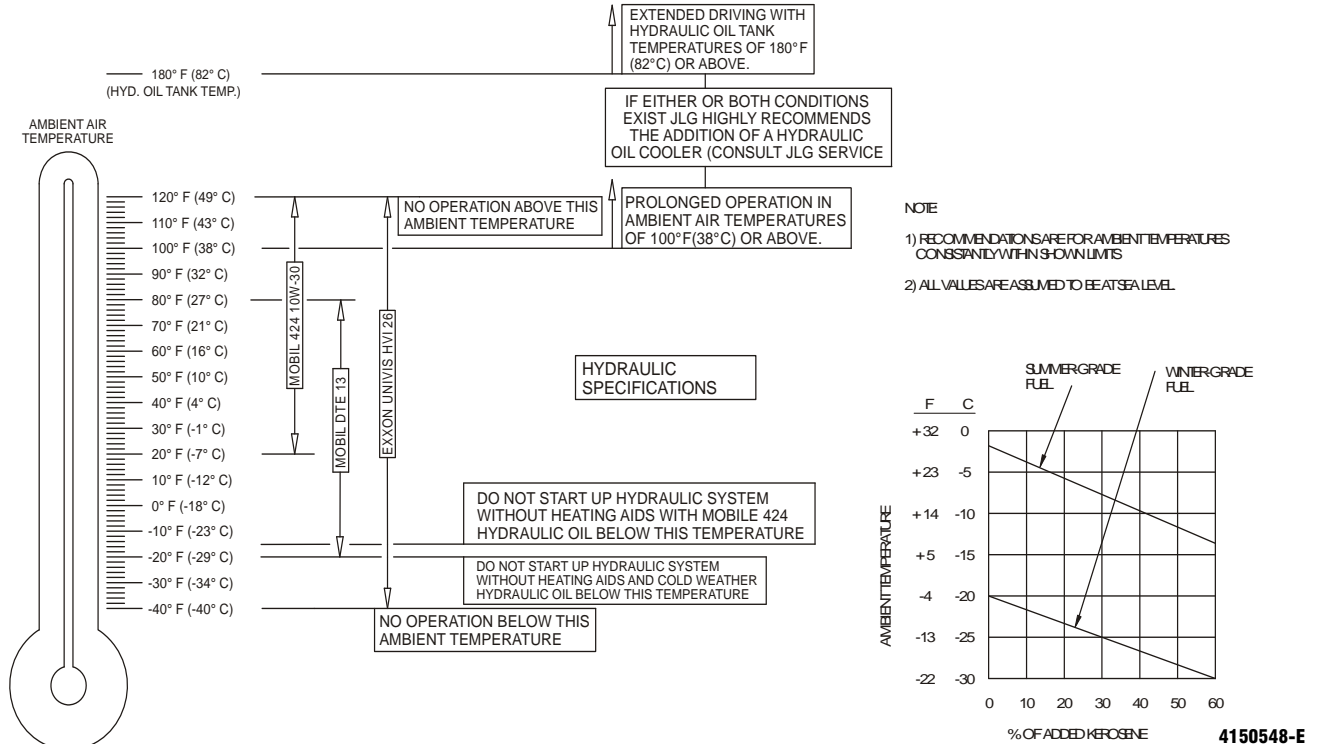 EXTENDED DRIVING WITH
HYDRAULIC OIL TANK
TEMPERATURES OF 180°F
(82°C) OR ABOVE.
180° F (82° C)
(HYD. OIL TANK TEMP.)
IF EITHER OR BOTH CONDITIONS
EXIST JLG HIGHLY RECOMMENDS
THE ADDITION OF A HYDRAULIC
OIL COOLER (CONSULT JLG SERVICE
AMBIENT AIR
TEMPERATURE
120° F (49° C)
110° F (43° C)
100° F (38° C)
90° F (32° C)
80° F (27° C)
70° F (21° C)
60° F (16° C)
50° F (10° C)
40° F (4° C)
30° F (-1° C)
20° F (-7° C)
10° F (-12° C)
0° F (-18° C)
-10° F (-23° C)
-20° F (-29° C)
-30° F (-34° C)
-40° F (-40° C)
MOBIL 424 10W-30
MOBIL DTE 13
EXXON UNIVIS HVI 26
NO OPERATION ABOVE THIS
AMBIENT TEMPERATURE
PROLONGED OPERATION IN
AMBIENT AIR TEMPERATURES
OF 100°F(38°C) OR ABOVE.
HYDRAULIC
SPECIFICATIONS
DO NOT START UP HYDRAULIC SYSTEM
WITHOUT HEATING AIDS WITH MOBILE 424
HYDRAULIC OIL BELOW THIS TEMPERATURE
DO NOT START UP HYDRAULIC SYSTEM
WITHOUT HEATING AIDS AND COLD WEATHER
HYDRAULIC OIL BELOW THIS TEMPERATURE
NO OPERATION BELOW THIS
AMBIENT TEMPERATURE
NOTE:
1) RECOMMENDATIONS ARE FOR AMBIENT TEMPERATURES
CONSISTANTLY WITHIN SHOWN LIMITS
2) ALL VALUES ARE ASSUMED TO BE AT SEA LEVEL.
SUMMER-GRADE
FUEL
WINTER-GRADE
FUEL
F C
+32 0
+23 -5
+14 -10
+5 -15
-4 -20
-13 -25
-22 -30
AMBIENT TEMPERATURE
0 10 20 30 40 50 60
% OF ADDED KEROSENE
4150548-E